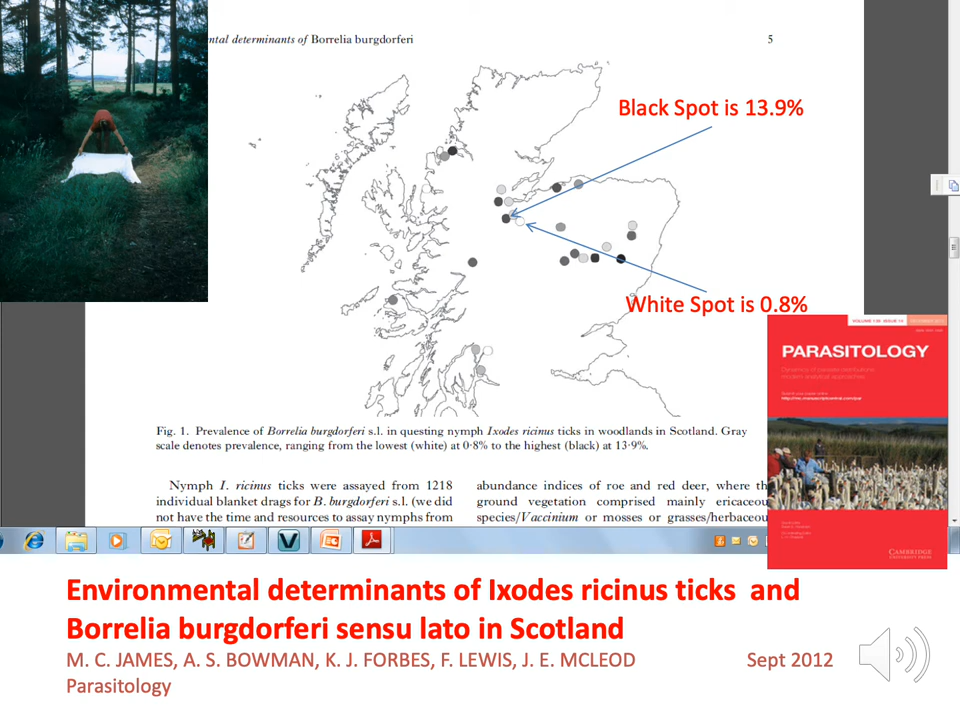 ntal determinants of Borrelia burgdorferi 5
Black Spot is 13.9%
White Spot is 0.8%
Fig. 1. Prevalence of Borrelia burgdorferi s.l. in questing nymph Ixodes ricinus ticks in woodlands in Scotland. Gray
scale denotes prevalence, ranging from the lowest (white) at 0·8% to the highest (black) at 13·9%.
Nymph I. ricinus ticks were assayed from 1218
individual blanket drags for B. burgdorferi s.l. (we did
not have the time and resources to assay nymphs from
abundance indices of roe and red deer, where th
ground vegetation comprised mainly ericaceou
species/Vaccinium or mosses or grasses/herbaceou
PARASITOLOGY
CAMBRIDGE
UNIVERSITY PRESS
Environmental determinants of Ixodes ricinus ticks and
Borrelia burgdorferi sensu lato in Scotland
M. C. JAMES, A. S. BOWMAN, K. J. FORBES, F. LEWIS, J. E. MCLEOD Sept 2012
Parasitology